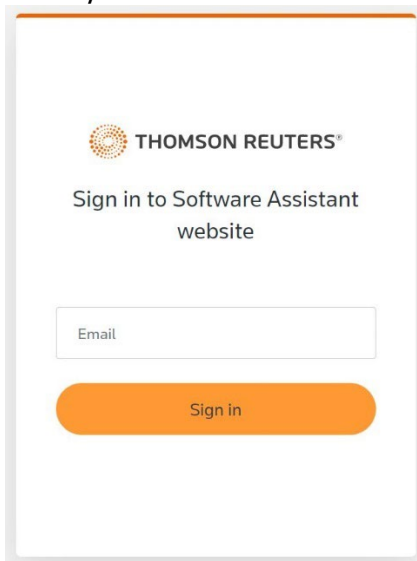 THOMSON REUTERS®
Sign in to Software Assistant
website
Email
Sign in